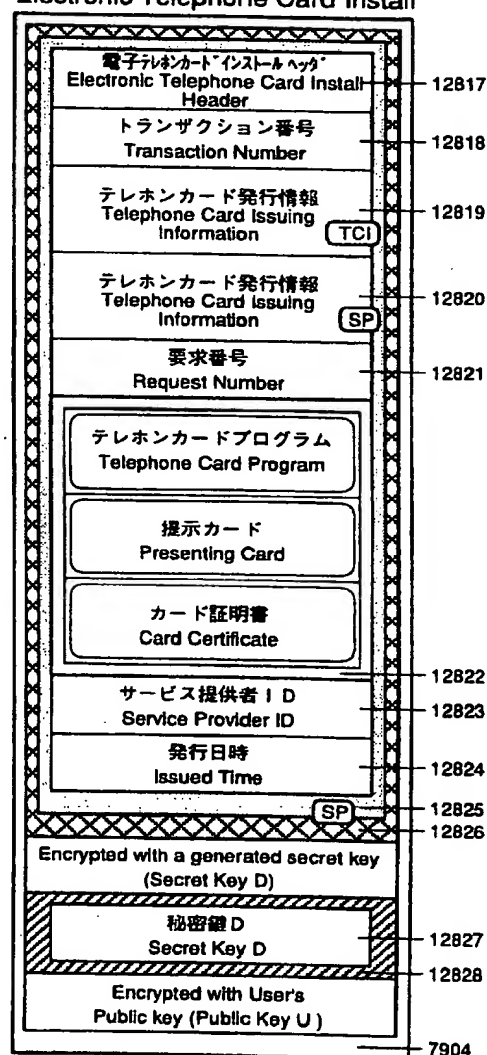 Electronic Telephone Card Install
電子テレホンカードインストールヘッダ
Electronic Telephone Card Install
Header
12817
トランザクション番号
Transaction Number
12818
テレホンカード発行情報
Telephone Card Issuing
Information
TCI
12819
テレホンカード発行情報
Telephone Card Issuing
Information
SP
12820
要求番号
Request Number
12821
テレホンカードプログラム
Telephone Card Program
提示カード
Presenting Card
カード証明書
Card Certificate
12822
サービス提供者ID
Service Provider ID
12823
発行日時
Issued Time
12824
SP
12825
12826
Encrypted with a generated secret key
(Secret Key D)
秘密鍵D
Secret Key D
12827
12828
Encrypted with User's
Public key (Public Key U )
7904